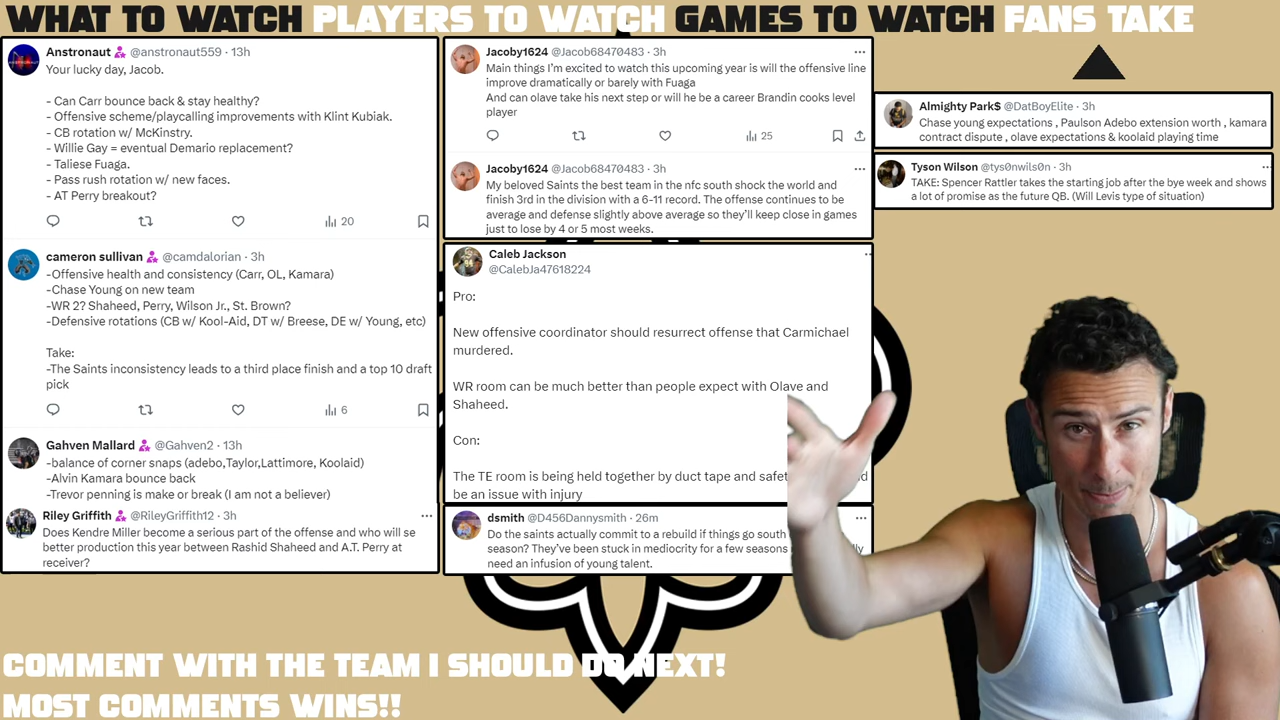 WHAT TO WATCH PLAYERS TO WATCH GAMES TO WATCH FANS TAKE
Anstronaut @anstronaut559 · 13h
Your lucky day, Jacob.
- Can Carr bounce back & stay healthy?
- Offensive scheme/playcalling improvements with Klint Kubiak.
- CB rotation w/ McKinstry.
- Willie Gay = eventual Demario replacement?
- Taliese Fuaga.
- Pass rush rotation w/ new faces.
- AT Perry breakout?
20
cameron sullivan @camdalorian · 3h
-Offensive health and consistency (Carr, OL, Kamara)
-Chase Young on new team
-WR 2? Shaheed, Perry, Wilson Jr., St. Brown?
-Defensive rotations (CB w/ Kool-Aid, DT w/ Breese, DE w/ Young, etc)
Take:
-The Saints inconsistency leads to a third place finish and a top 10 draft
pick
6
Gahven Mallard @Gahven2 · 13h
-balance of corner snaps (adebo,Taylor,Lattimore, Koolaid)
-Alvin Kamara bounce back
-Trevor penning is make or break (I am not a believer)
Riley Griffith @RileyGriffith12 · 3h
Does Kendre Miller become a serious part of the offense and who will se
better production this year between Rashid Shaheed and A.T. Perry at
receiver?
Jacoby1624 @Jacob68470483 · 3h
Main things I'm excited to watch this upcoming year is will the offensive line
improve dramatically or barely with Fuaga
And can olave take his next step or will he be a career Brandin cooks level
player
25
Jacoby1624 @Jacob68470483 · 3h
My beloved Saints the best team in the nfc south shock the world and
finish 3rd in the division with a 6-11 record. The offense continues to be
average and defense slightly above average so they'll keep close in games
just to lose by 4 or 5 most weeks.
Caleb Jackson
@CalebJa47618224
Pro:
New offensive coordinator should resurrect offense that Carmichael
murdered.
WR room can be much better than people expect with Olave and
Shaheed.
Con:
The TE room is being held together by duct tape and
be an issue with injury
dsmith @D456Dannysmith · 26m
Do the saints actually commit to a rebuild if things go south
season? They've been stuck in mediocrity for a few seasons
need an infusion of young talent.
Almighty Park$ @DatBoyElite · 3h
Chase young expectations , Paulson Adebo extension worth , kamara
contract dispute , olave expectations & koolaid playing time
Tyson Wilson @tys0nwils0n · 3h
TAKE: Spencer Rattler takes the starting job after the bye week and shows
a lot of promise as the future QB. (Will Levis type of situation)
COMMENT WITH THE TEAM I SHOULD DO NEXT!
MOST COMMENTS WINS!!